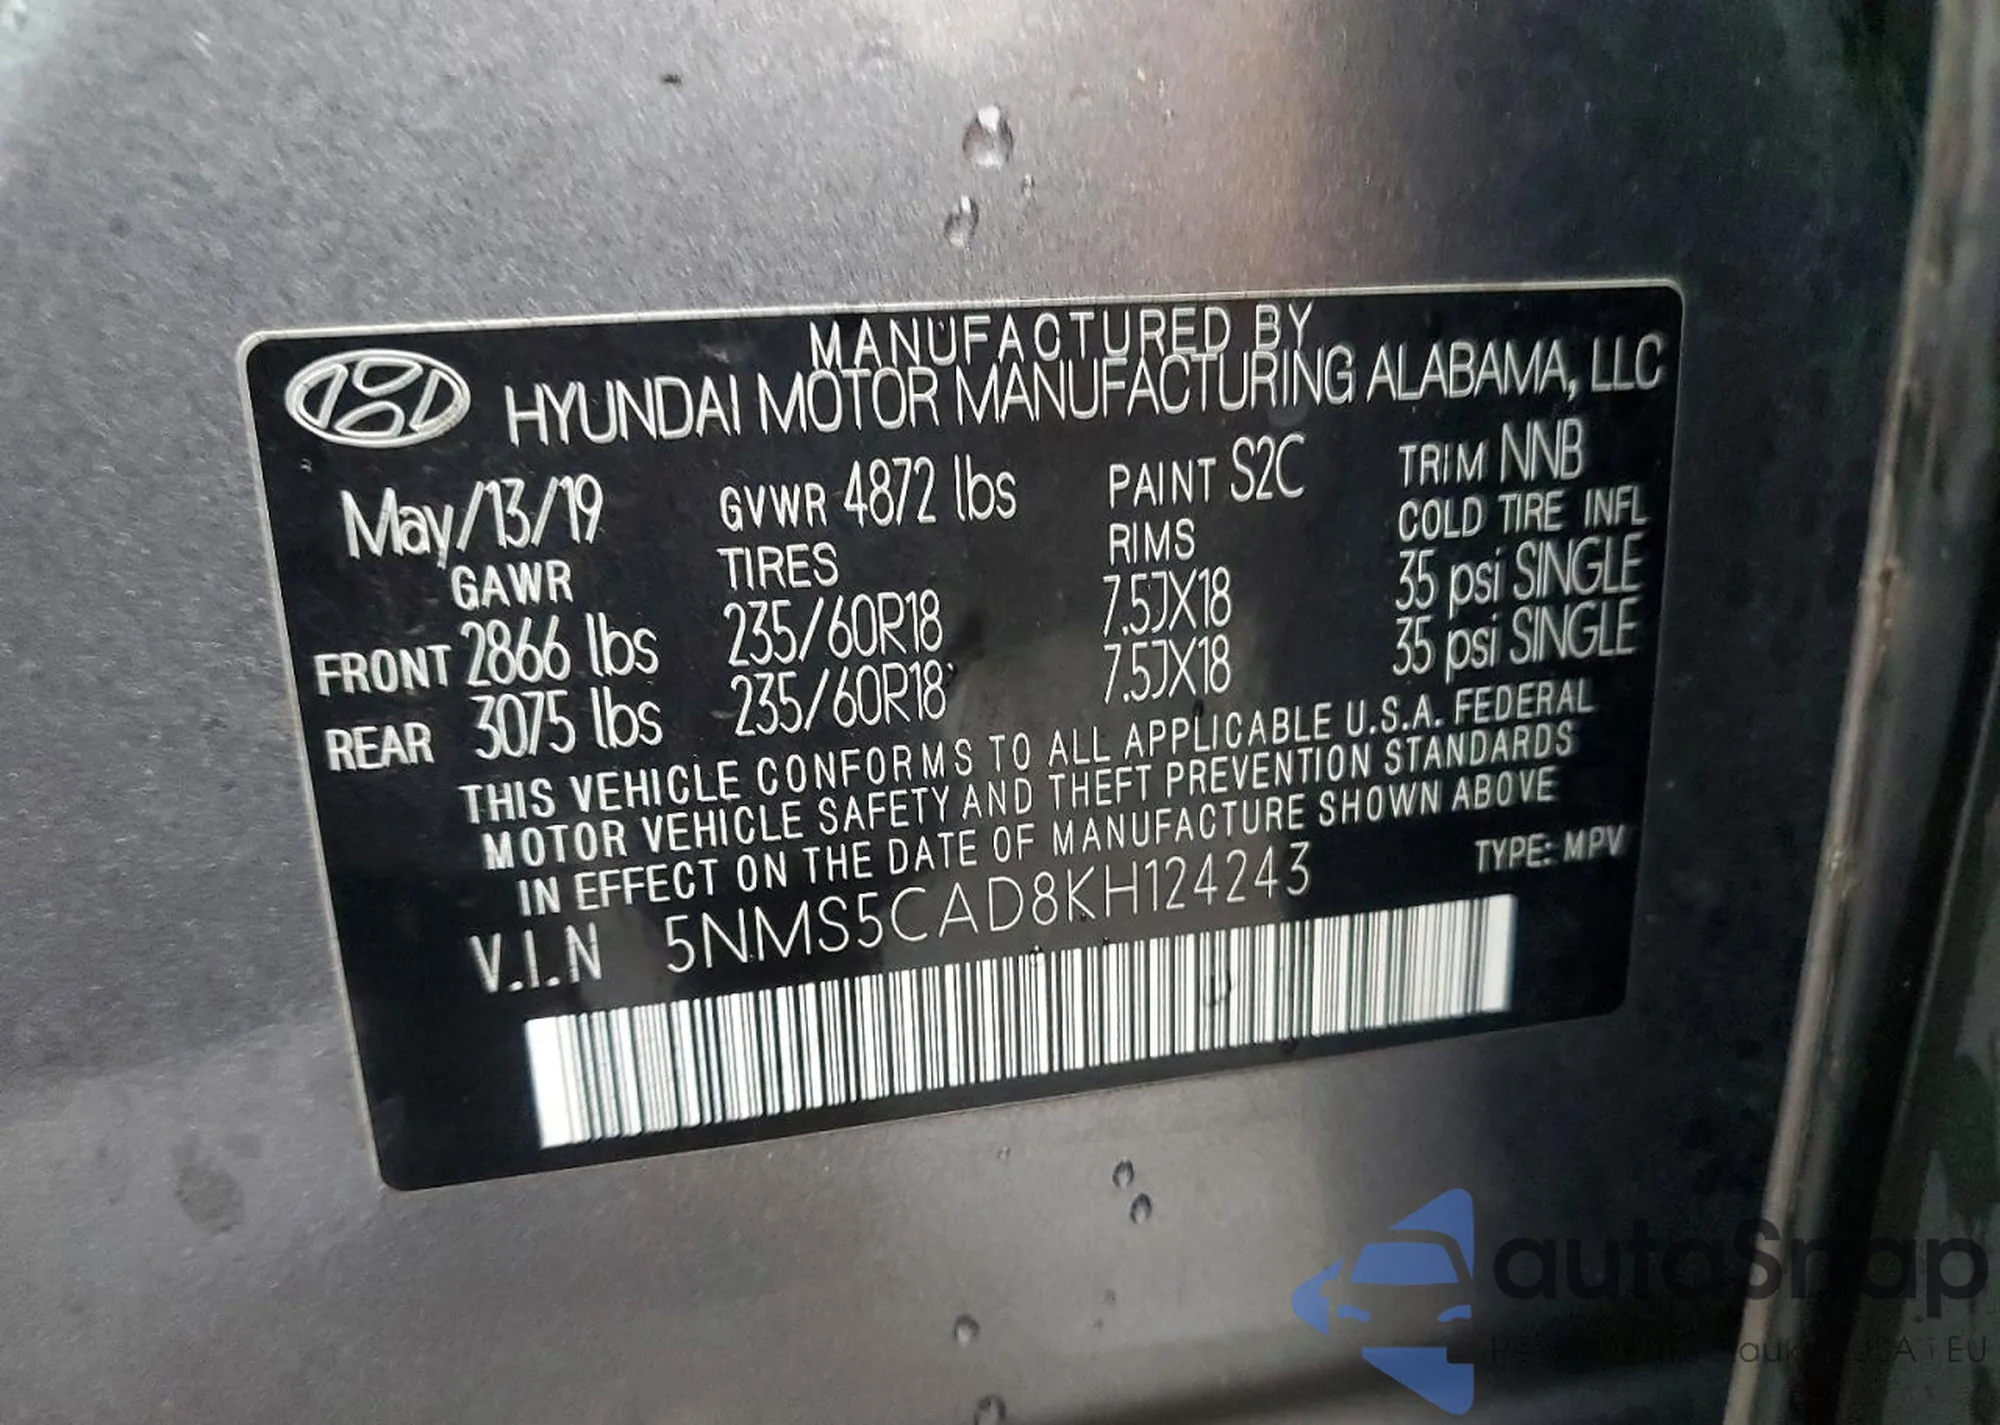 MANUFACTURED BY
HYUNDAI MOTOR MANUFACTURING ALABAMA, LLC
May/13/19 GVWR 4872 lbs PAINT S2C TRIM NNB
GAWR TIRES RIMS COLD TIRE INFL
FRONT 2866 lbs 235/60R18 7.5JX18 35 psi SINGLE
REAR 3075 lbs 235/60R18 7.5JX18 35 psi SINGLE
THIS VEHICLE CONFORMS TO ALL APPLICABLE U.S.A. FEDERAL
MOTOR VEHICLE SAFETY AND THEFT PREVENTION STANDARDS
IN EFFECT ON THE DATE OF MANUFACTURE SHOWN ABOVE
V.I.N 5NMS5CAD8KH124243 TYPE: MPV
autoSnap
USA i EU